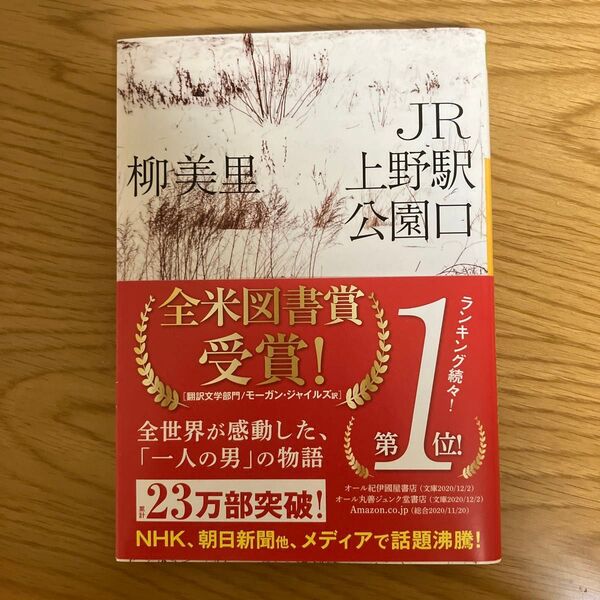 JR
上野駅
公園口
柳美里
全米図書賞
受賞!
[翻訳文学部門/モーガン・ジャイルズ訳]
全世界が感動した、
「一人の男」の物語
累計23万部突破!
ランキング続々!
第1位!
オール紀伊國屋書店(文庫2020/12/2)
オール丸善ジュンク堂書店(文庫2020/12/2)
Amazon.co.jp(総合2020/11/20)
NHK、朝日新聞他、メディアで話題沸騰!